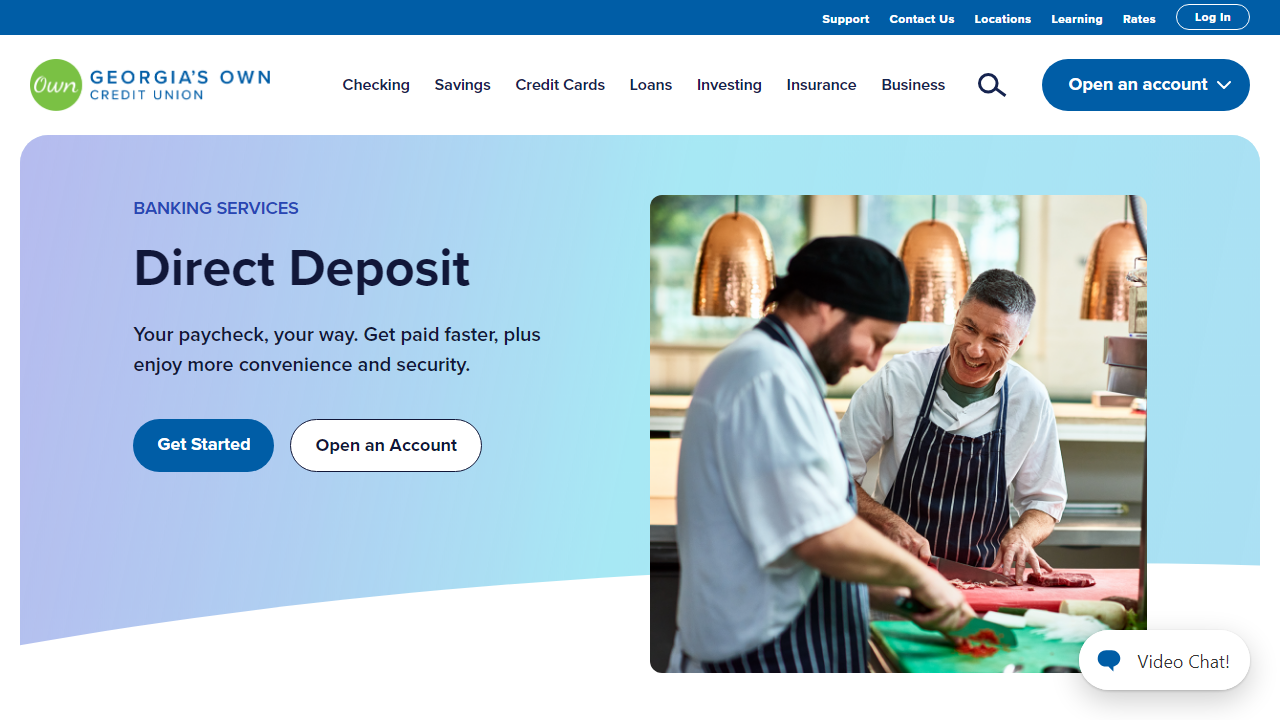 Support Contact Us Locations Learning Rates Log In
Own GEORGIA'S OWN
CREDIT UNION
Checking Savings Credit Cards Loans Investing Insurance Business Open an account
BANKING SERVICES
Direct Deposit
Your paycheck, your way. Get paid faster, plus
enjoy more convenience and security.
Get Started Open an Account
Video Chat!